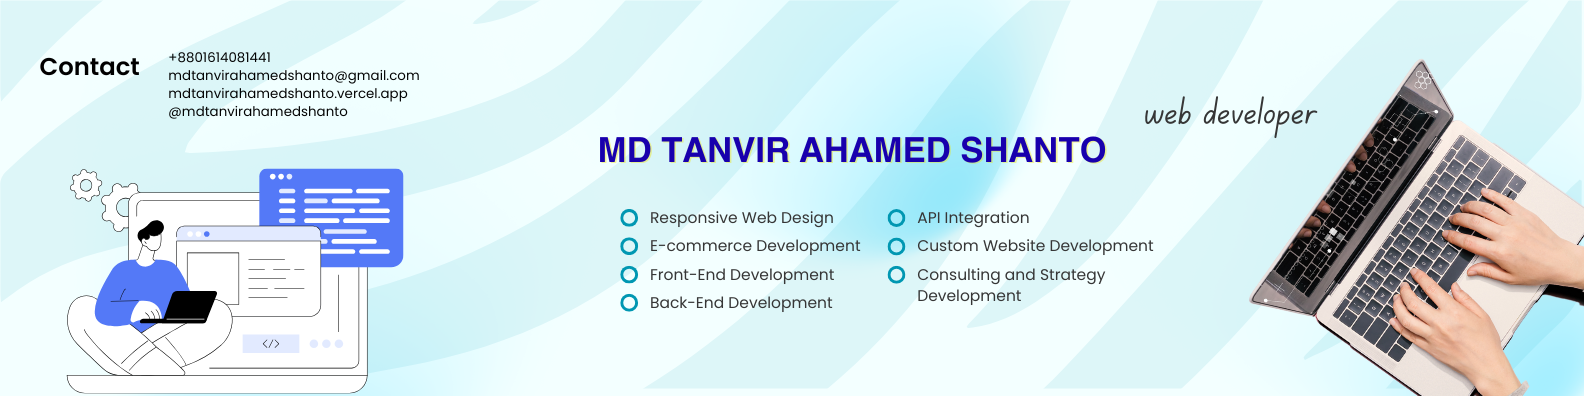 Contact
+8801614081441
mdtanvirahamedshanto@gmail.com
mdtanvirahamedshanto.vercel.app
@mdtanvirahamedshanto
web developer
MD TANVIR AHAMED SHANTO
Responsive Web Design
E-commerce Development
Front-End Development
Back-End Development
API Integration
Custom Website Development
Consulting and Strategy
Development
</>